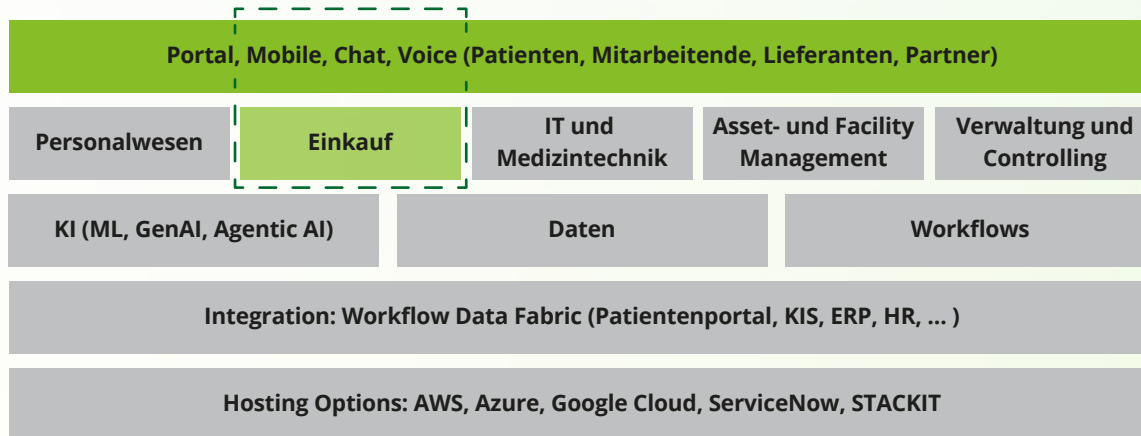 Portal, Mobile, Chat, Voice (Patienten, Mitarbeitende, Lieferanten, Partner)
Personalwesen
Einkauf
IT und
Medizintechnik
Asset- und Facility
Management
Verwaltung und
Controlling
KI (ML, GenAI, Agentic AI)
Daten
Workflows
Integration: Workflow Data Fabric (Patientenportal, KIS, ERP, HR, ... )
Hosting Options: AWS, Azure, Google Cloud, ServiceNow, STACKIT